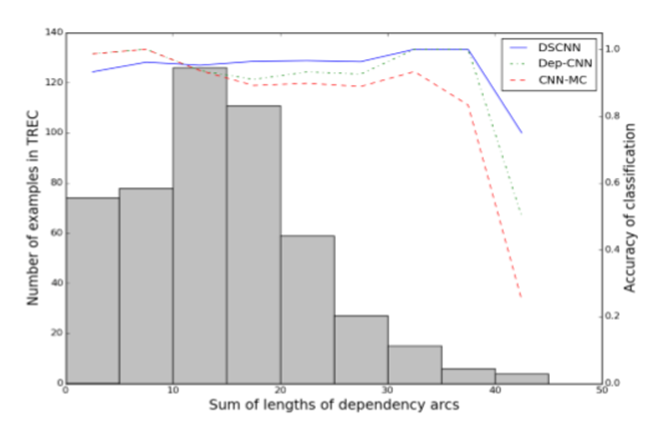 140
120
100
80
60
40
20
0
Number of examples in TREC
DSCNN
Dep-CNN
CNN-MC
1.0
0.8
0.6
0.4
0.2
0.0
Accuracy of classification
0 10 20 30 40 50
Sum of lengths of dependency arcs